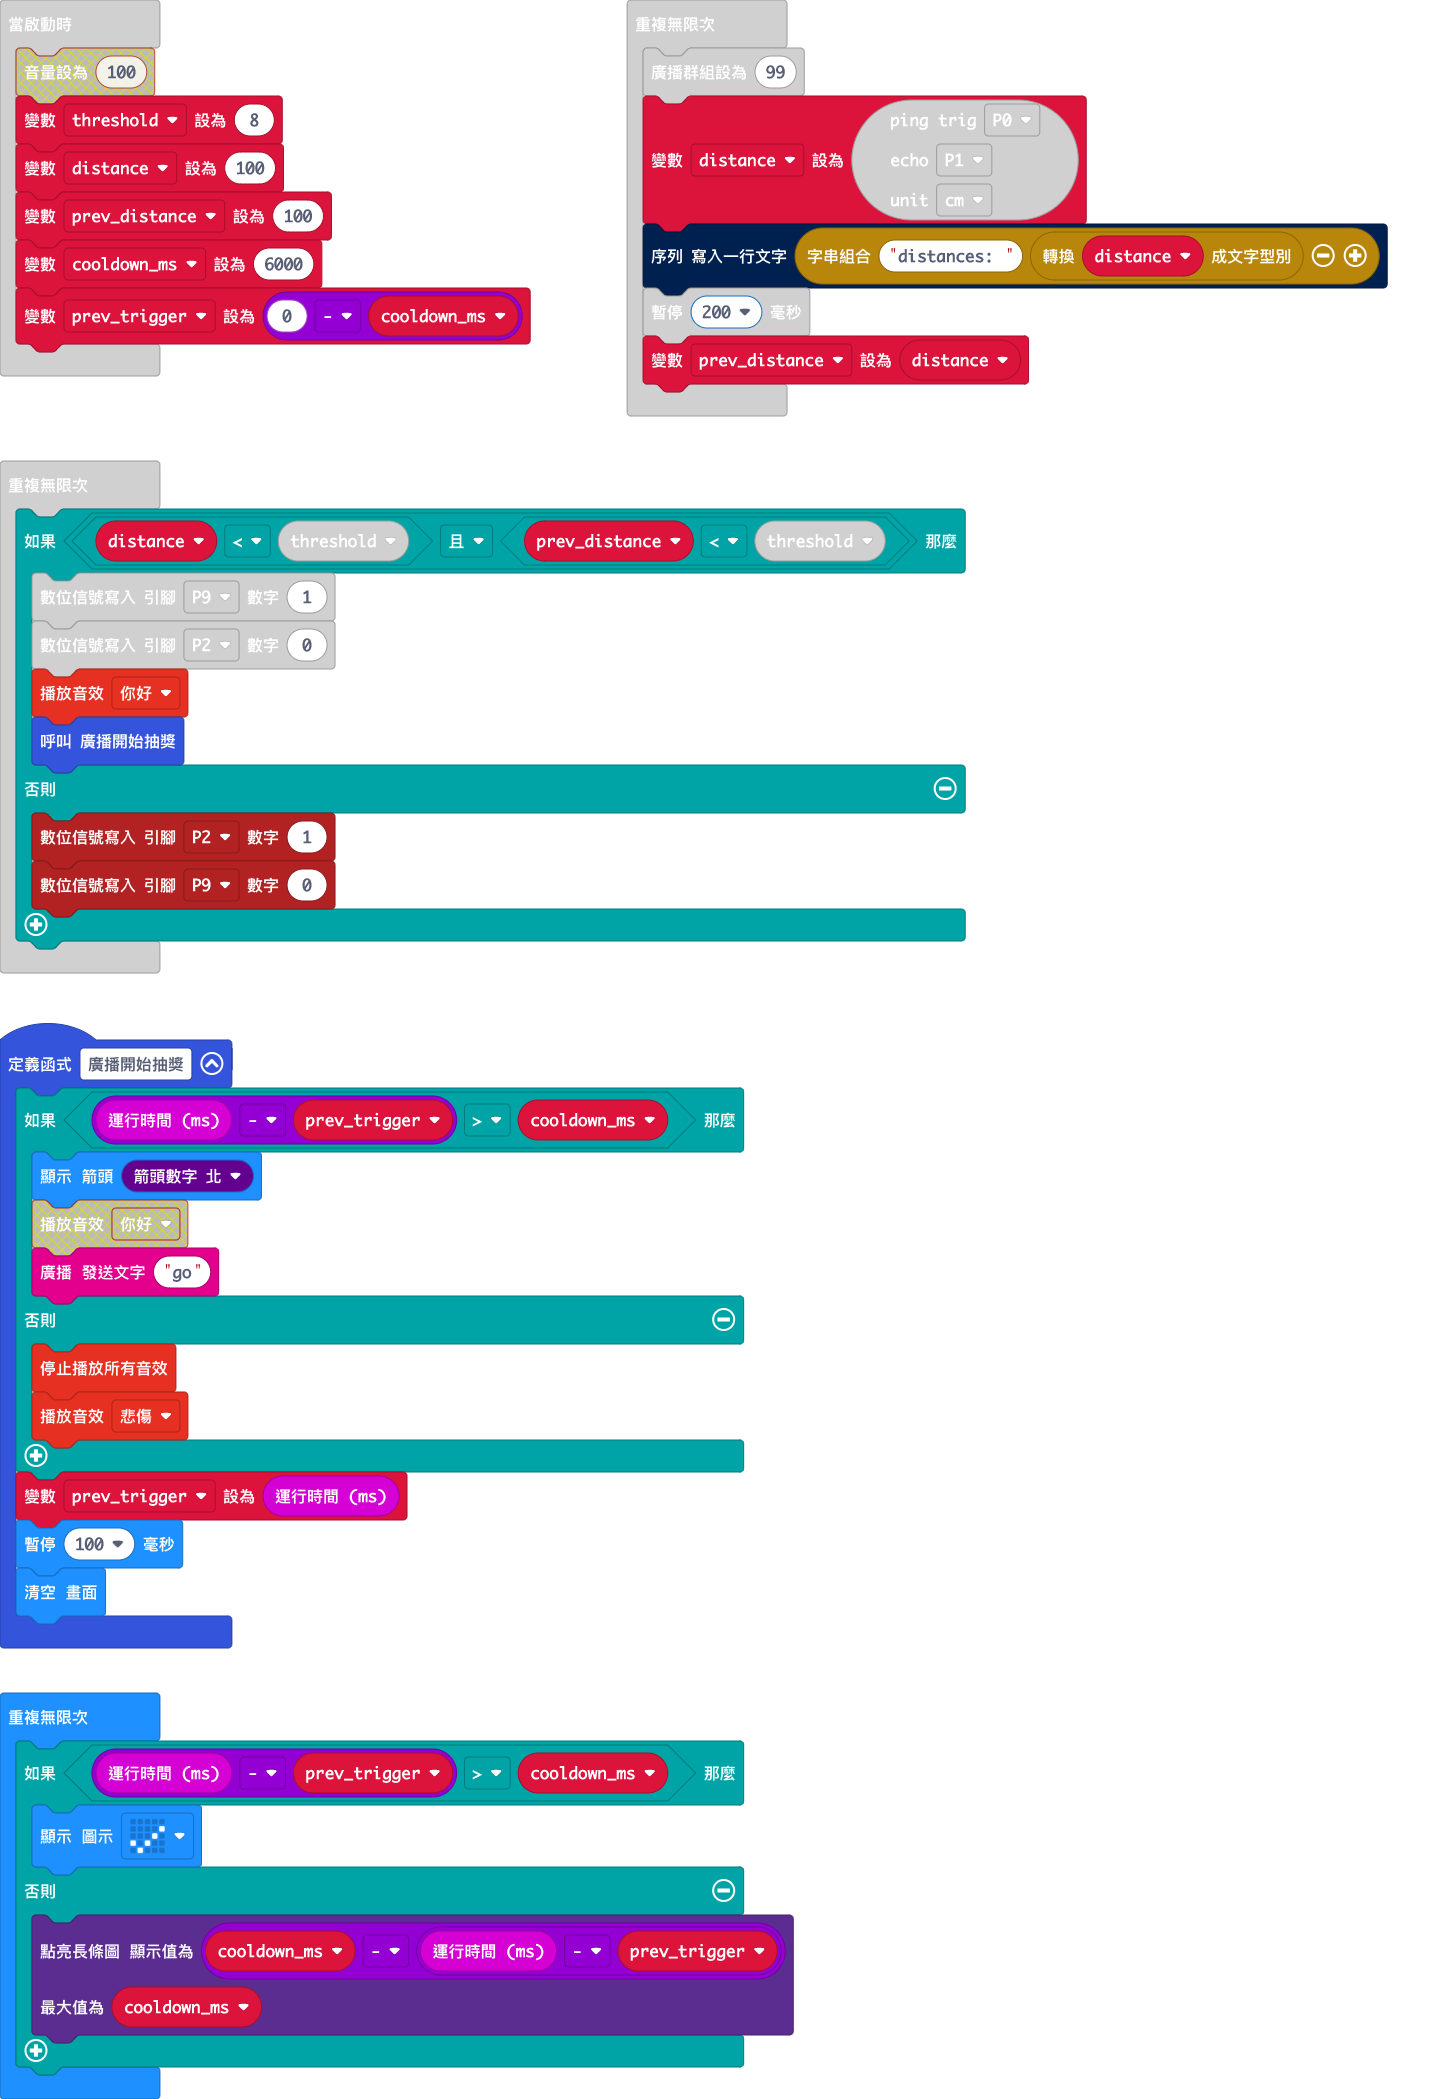 當啟動時
音量設為 100
變數 threshold 設為 8
變數 distance 設為 100
變數 prev_distance 設為 100
變數 cooldown_ms 設為 6000
變數 prev_trigger 設為 0 - cooldown_ms
重複無限次
廣播群組設為 99
ping trig P0
變數 distance 設為 echo P1
unit cm
序列 寫入一行文字 字串組合 "distances: " 轉換 distance 成文字型別
暫停 200 毫秒
變數 prev_distance 設為 distance
重複無限次
如果 distance < threshold 且 prev_distance < threshold 那麼
數位信號寫入 引腳 P9 數字 1
數位信號寫入 引腳 P2 數字 0
播放音效 你好
呼叫 廣播開始抽獎
否則
數位信號寫入 引腳 P2 數字 1
數位信號寫入 引腳 P9 數字 0
定義函式 廣播開始抽獎
如果 運行時間 (ms) - prev_trigger > cooldown_ms 那麼
顯示 箭頭 箭頭數字 北
播放音效 你好
廣播 發送文字 "go"
否則
停止播放所有音效
播放音效 悲傷
變數 prev_trigger 設為 運行時間 (ms)
暫停 100 毫秒
清空 畫面
重複無限次
如果 運行時間 (ms) - prev_trigger > cooldown_ms 那麼
顯示 圖示
否則
點亮長條圖 顯示值為 cooldown_ms - 運行時間 (ms) - prev_trigger
最大值為 cooldown_ms